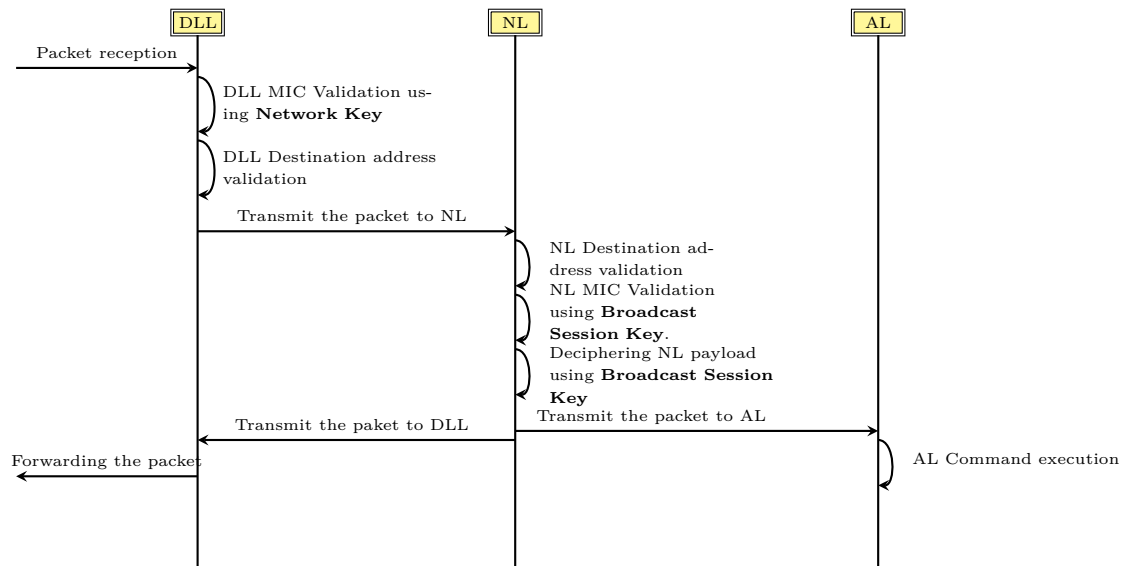 DLL
NL
AL
Packet reception
DLL MIC Validation us-
ing Network Key
DLL Destination address
validation
Transmit the packet to NL
NL Destination ad-
dress validation
NL MIC Validation
using Broadcast
Session Key.
Deciphering NL payload
using Broadcast Session
Key
Transmit the packet to AL
Transmit the paket to DLL
AL Command execution
Forwarding the packet